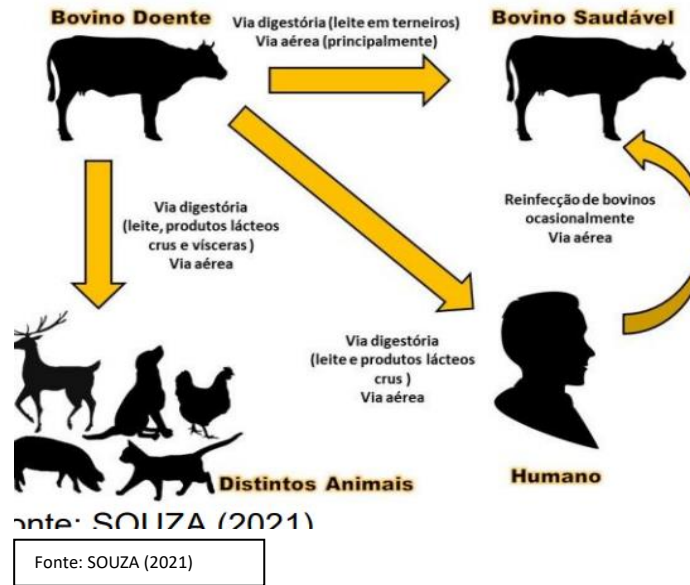 Bovino Doente
Via digestória (leite em terneiros)
Via aérea (principalmente)
Bovino Saudável
Via digestória
(leite, produtos lácteos
crus e vísceras)
Via aérea
Reinfecção de bovinos
ocasionalmente
Via aérea
Via digestória
(leite e produtos lácteos
crus )
Via aérea
Distintos Animais
Humano
onte: SOUZA (2021)
Fonte: SOUZA (2021)